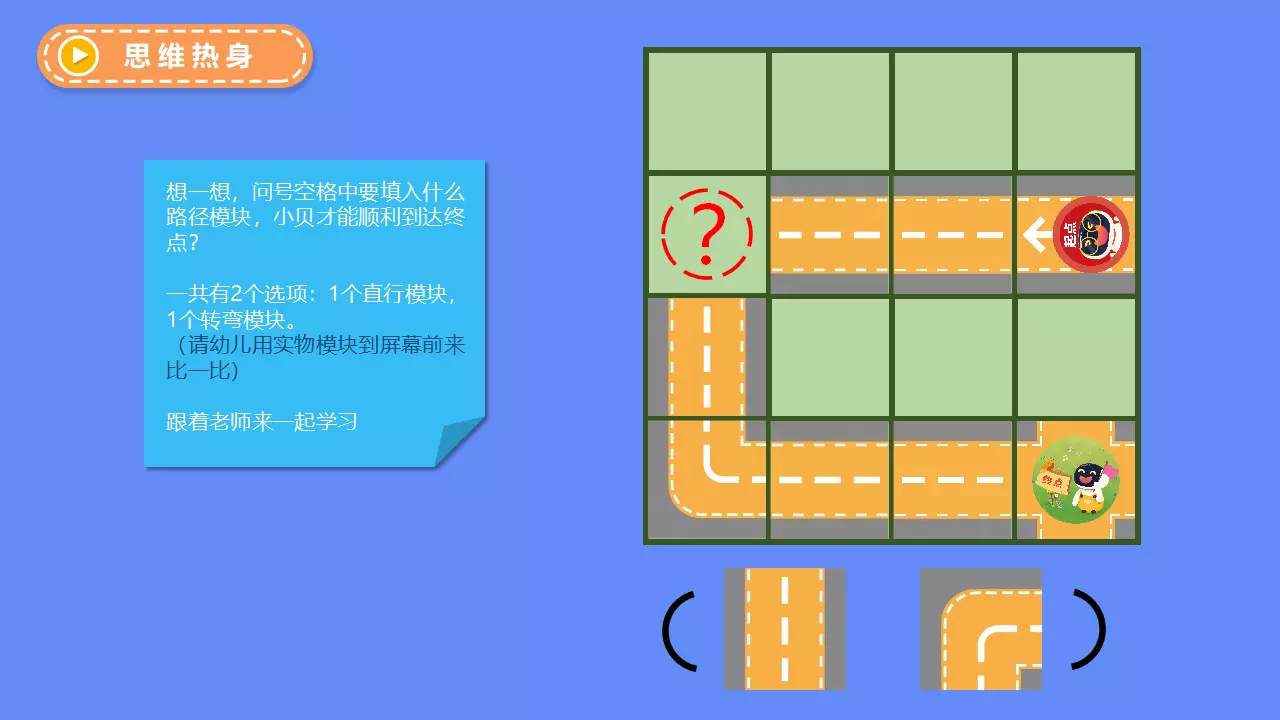 思维热身
想一想，问号空格中要填入什么
路径模块，小贝才能顺利到达终
点？
一共有2个选项：1个直行模块，
1个转弯模块。
（请幼儿用实物模块到屏幕前来
比一比）
跟着老师来一起学习
?
起点
终点
（ ）